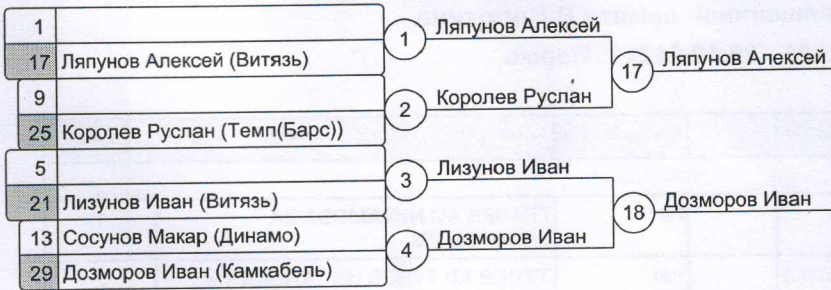 1
17 Ляпунов Алексей (Витязь)
1 Ляпунов Алексей
17 Ляпунов Алексей
9
25 Королев Руслан (Темп(Барс))
2 Королев Руслан
5
21 Лизунов Иван (Витязь)
3 Лизунов Иван
18 Дозморов Иван
13 Сосунов Макар (Динамо)
29 Дозморов Иван (Камкабель)
4 Дозморов Иван